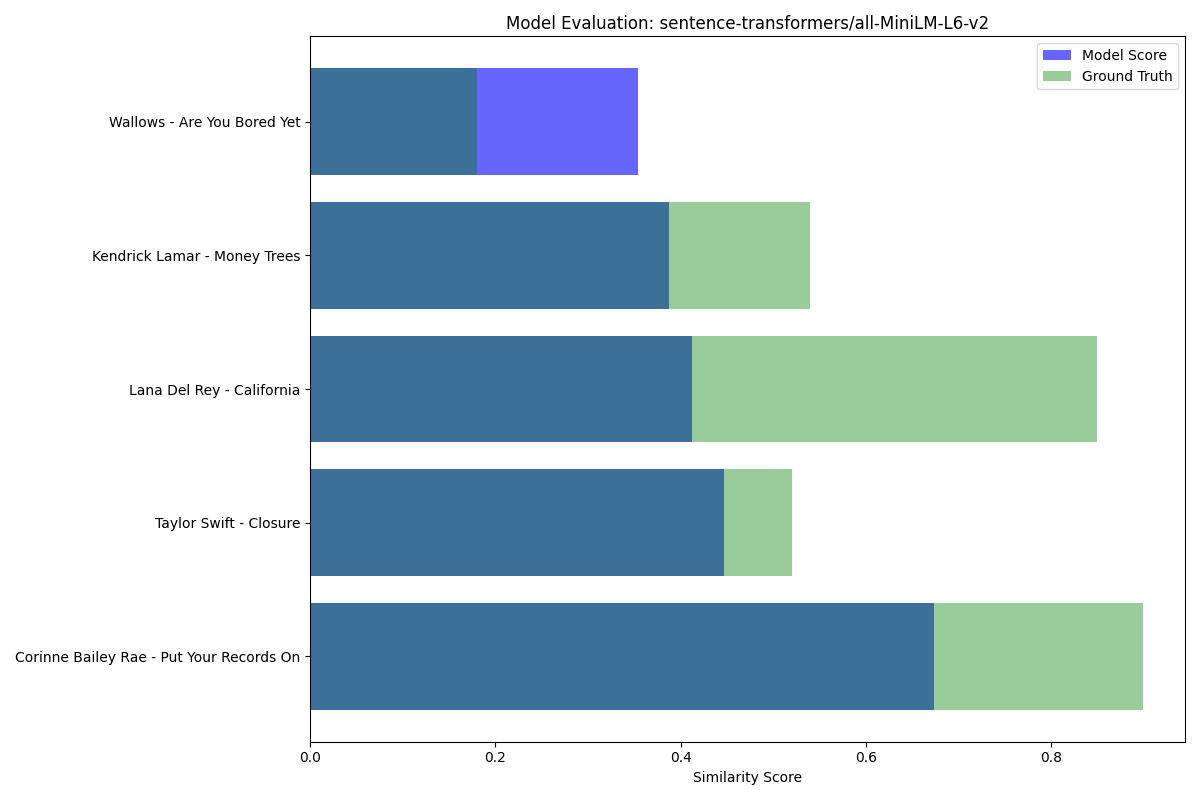 Model Evaluation: sentence-transformers/all-MiniLM-L6-v2
Model Score
Ground Truth
Wallows - Are You Bored Yet
Kendrick Lamar - Money Trees
Lana Del Rey - California
Taylor Swift - Closure
Corinne Bailey Rae - Put Your Records On
0.0 0.2 0.4 0.6 0.8
Similarity Score